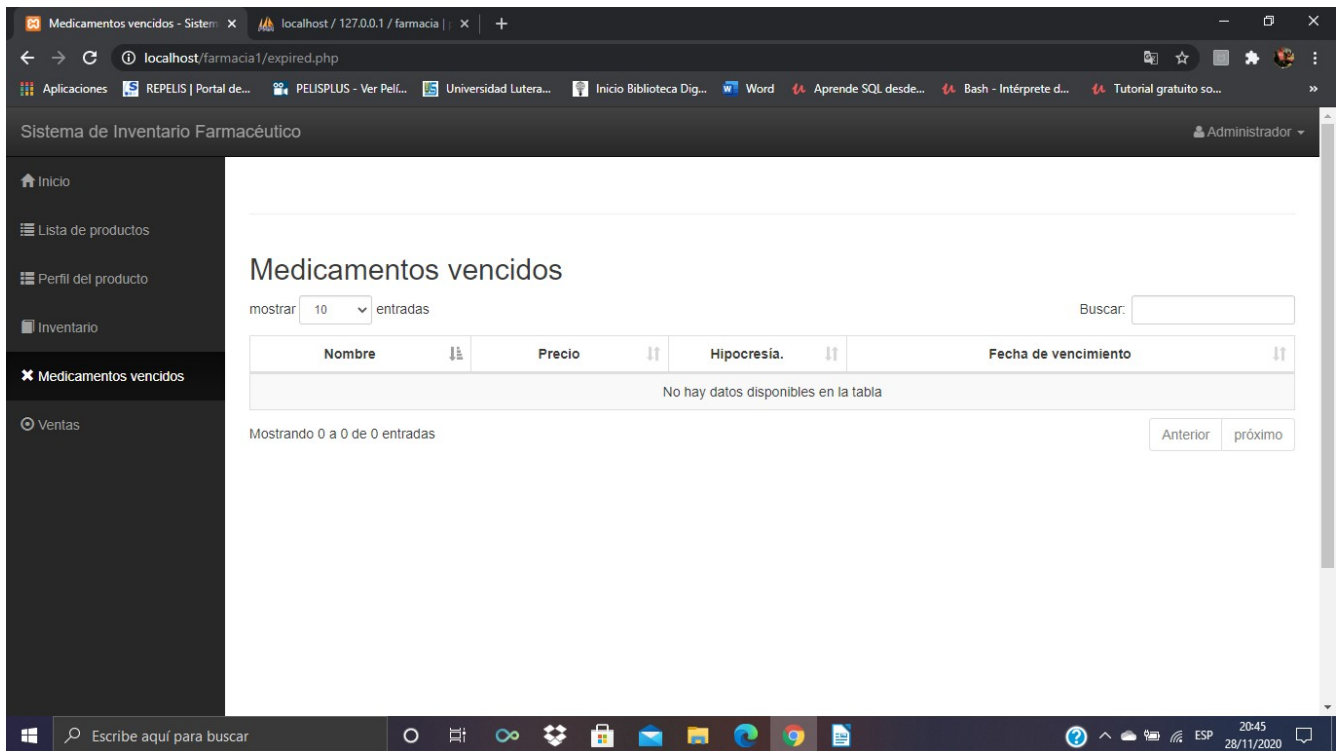 Medicamentos vencidos - Sistem
localhost / 127.0.0.1 / farmacia |
localhost/farmacia1/expired.php
Aplicaciones REPELIS | Portal de... PELISPLUS - Ver Pelí... Universidad Lutera... Inicio Biblioteca Dig... Word Aprende SQL desde... Bash - Intérprete d... Tutorial gratuito so... »
Sistema de Inventario Farmacéutico Administrador
Inicio
Lista de productos
Medicamentos vencidos
Perfil del producto
mostrar 10 entradas Buscar:
Inventario
Nombre Precio Hipocresía. Fecha de vencimiento
Medicamentos vencidos
No hay datos disponibles en la tabla
Ventas
Mostrando 0 a 0 de 0 entradas Anterior próximo
Escribe aquí para buscar ESP 20:45
28/11/2020